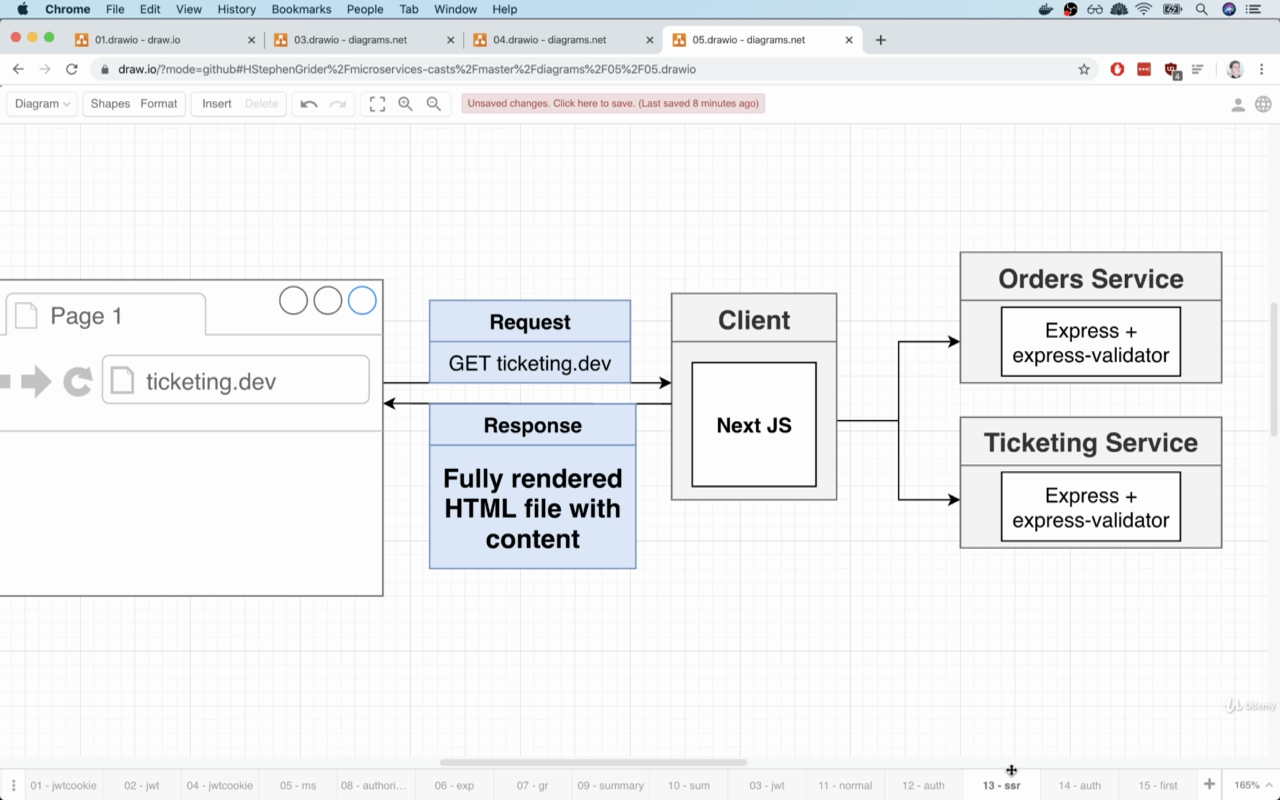 Chrome File Edit View History Bookmarks People Tab Window Help
01.drawio - draw.io
03.drawio - diagrams.net
04.drawio - diagrams.net
05.drawio - diagrams.net
draw.io/?mode=github#HStephenGrider%2Fmicroservices-casts%2Fmaster%2Fdiagrams%2F05%2F05.drawio
4
Diagram Shapes Format Insert Delete
Unsaved changes. Click here to save. (Last saved 8 minutes ago)
Page 1
ticketing.dev
Request
GET ticketing.dev
Response
Fully rendered
HTML file with
content
Client
Next JS
Orders Service
Express +
express-validator
Ticketing Service
Express +
express-validator
Udemy
01 - jwtcookie
02 - jwt
04 - jwtcookie
05 - ms
08 - authori...
06 - exp
07 - gr
09 - summary
10 - sum
03 - jwt
11 - normal
12 - auth
13 - ssr
14 - auth
15 - first
165%